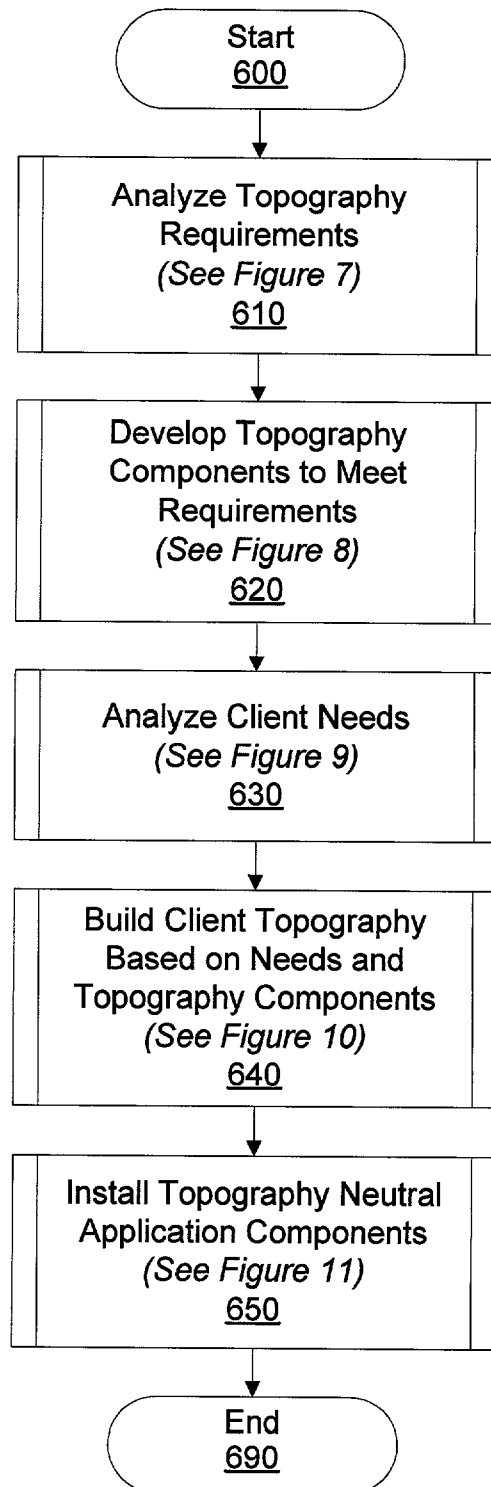 Start
600
Analyze Topography
Requirements
(See Figure 7)
610
Develop Topography
Components to Meet
Requirements
(See Figure 8)
620
Analyze Client Needs
(See Figure 9)
630
Build Client Topography
Based on Needs and
Topography Components
(See Figure 10)
640
Install Topography Neutral
Application Components
(See Figure 11)
650
End
690